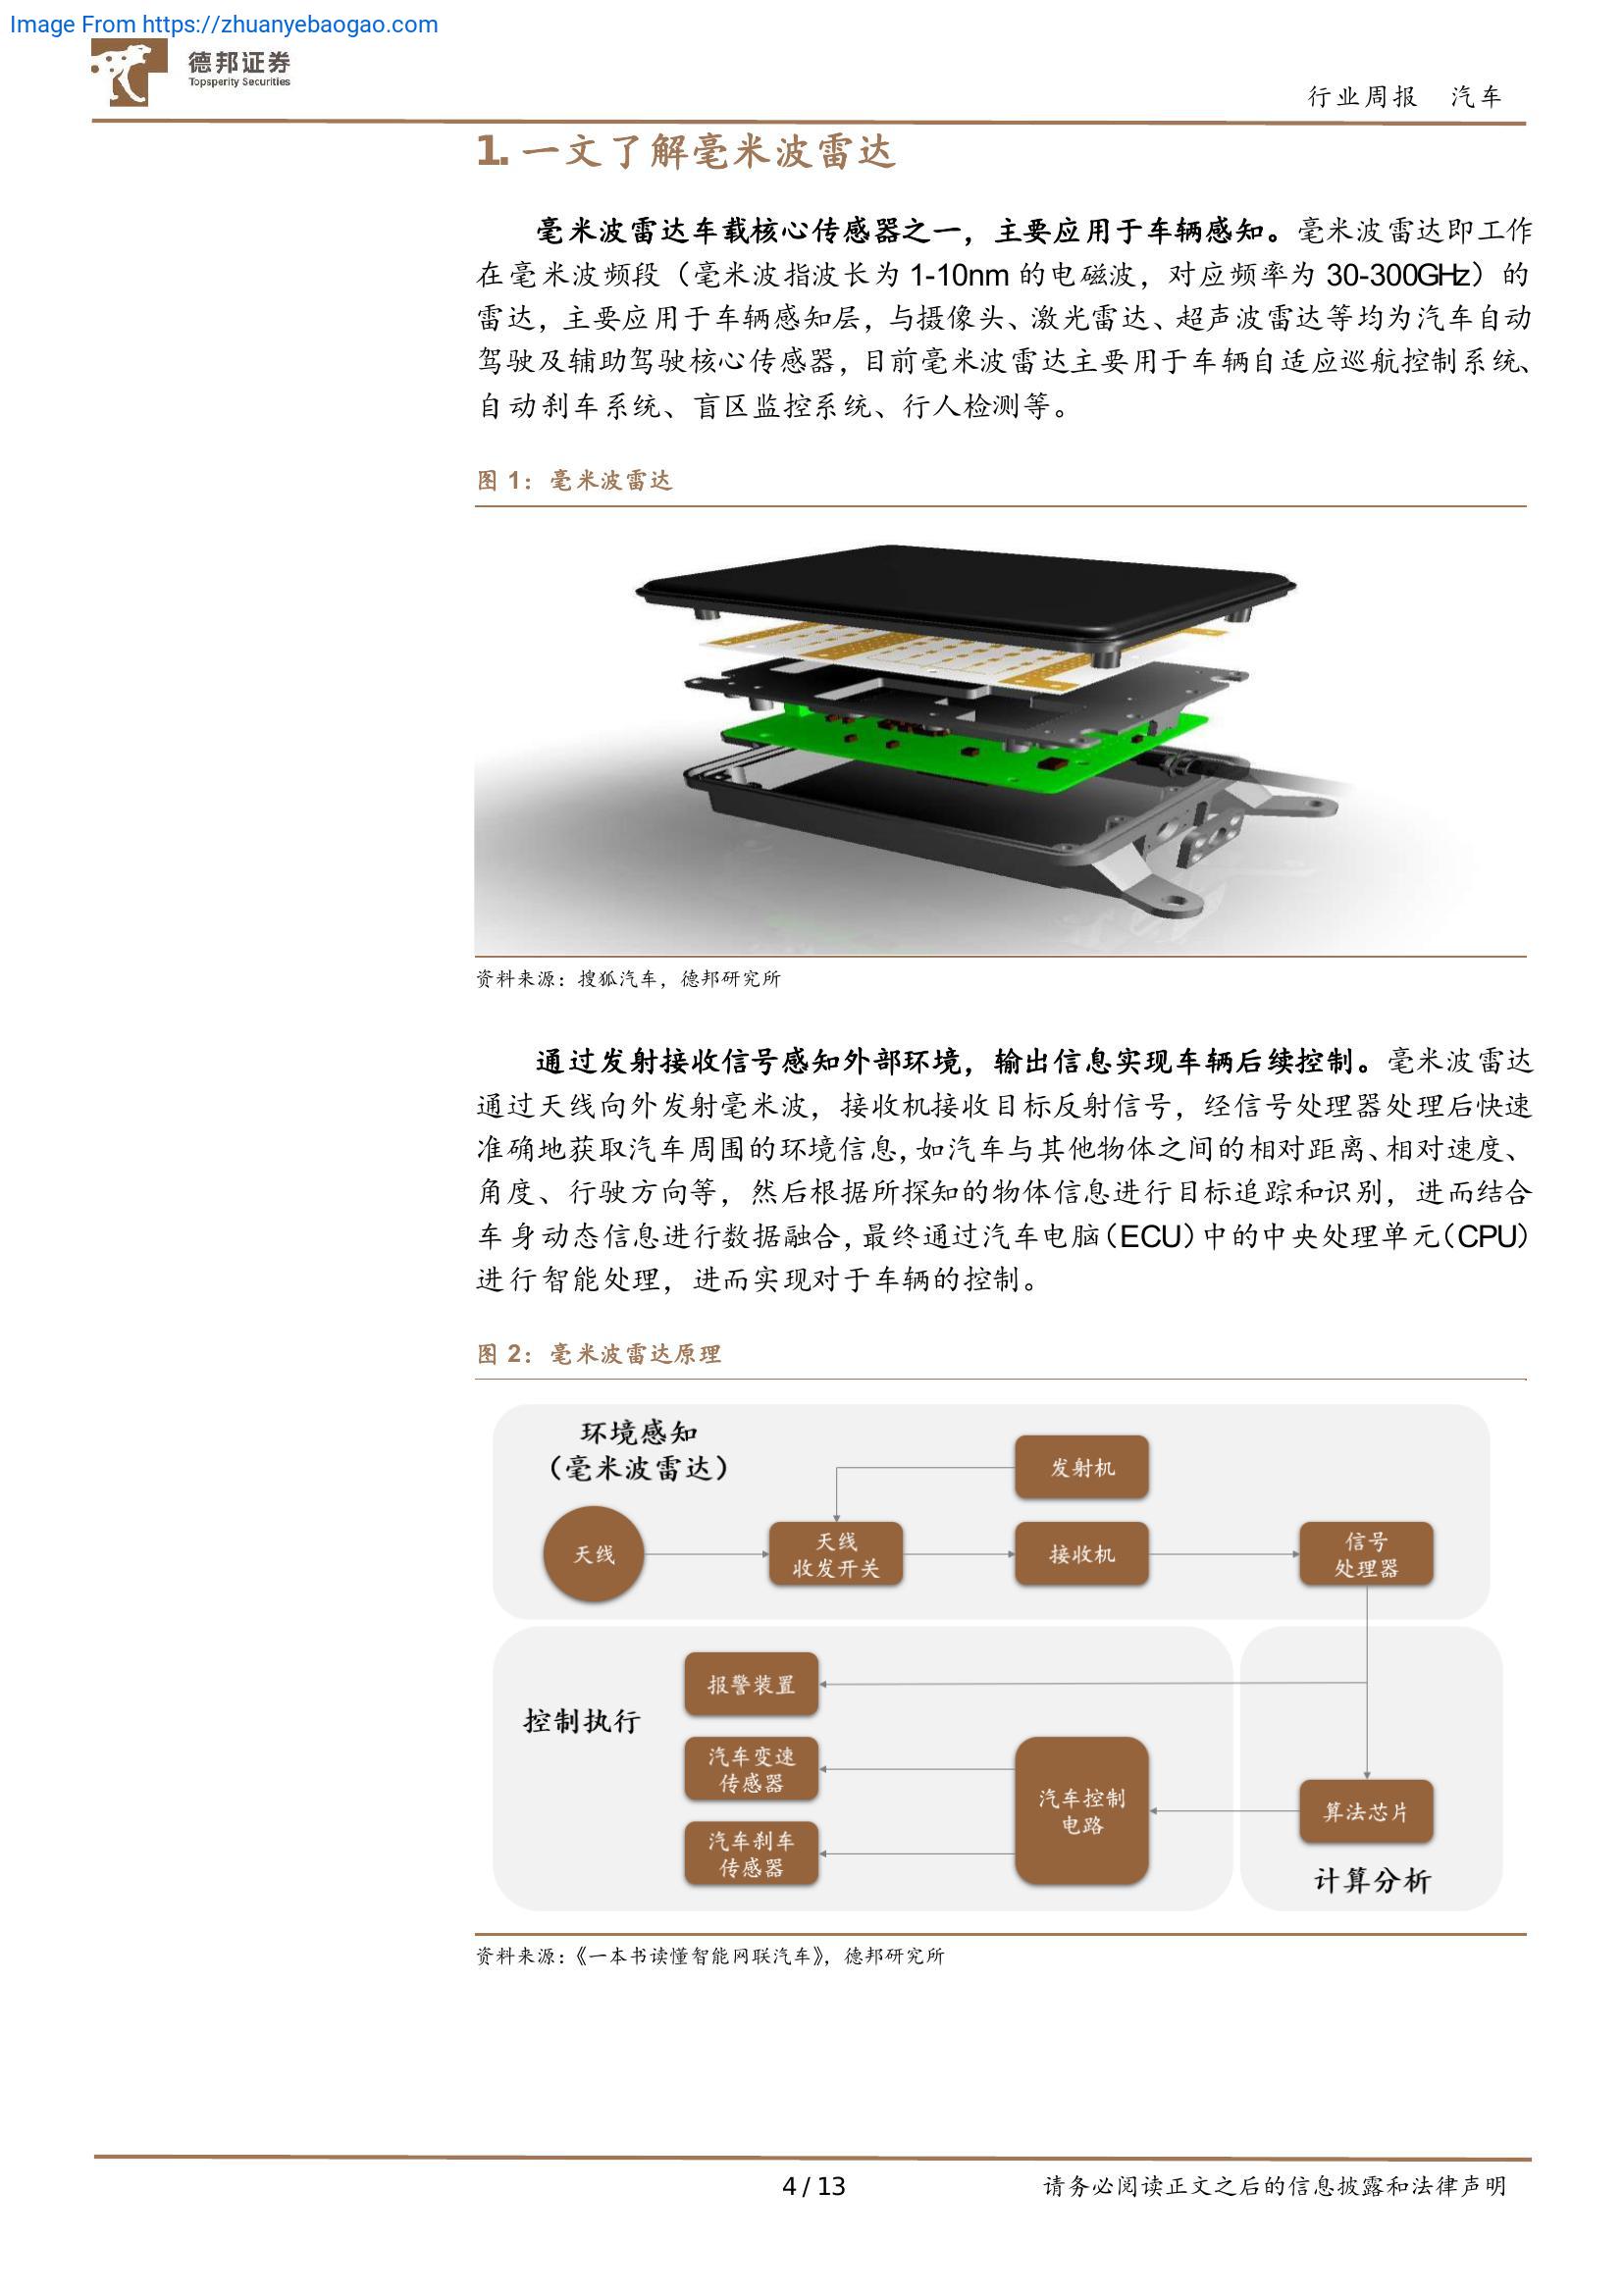 Image From https://zhuanyebaogao.com
德邦证券
Topsperity Securities
行业周报 汽车
1. 一文了解毫米波雷达
毫米波雷达车载核心传感器之一，主要应用于车辆感知。毫米波雷达即工作
在毫米波频段（毫米波指波长为 1-10nm 的电磁波，对应频率为 30-300GHz）的
雷达，主要应用于车辆感知层，与摄像头、激光雷达、超声波雷达等均为汽车自动
驾驶及辅助驾驶核心传感器，目前毫米波雷达主要用于车辆自适应巡航控制系统、
自动刹车系统、盲区监控系统、行人检测等。
图 1：毫米波雷达
资料来源：搜狐汽车，德邦研究所
通过发射接收信号感知外部环境，输出信息实现车辆后续控制。毫米波雷达
通过天线向外发射毫米波，接收机接收目标反射信号，经信号处理器处理后快速
准确地获取汽车周围的环境信息，如汽车与其他物体之间的相对距离、相对速度、
角度、行驶方向等，然后根据所探知的物体信息进行目标追踪和识别，进而结合
车身动态信息进行数据融合，最终通过汽车电脑（ECU）中的中央处理单元（CPU）
进行智能处理，进而实现对于车辆的控制。
图 2：毫米波雷达原理
环境感知
（毫米波雷达）
发射机
天线
天线
收发开关
接收机
信号
处理器
报警装置
控制执行
汽车变速
传感器
汽车控制
电路
算法芯片
汽车刹车
传感器
计算分析
资料来源：《一本书读懂智能网联汽车》，德邦研究所
4 / 13
请务必阅读正文之后的信息披露和法律声明